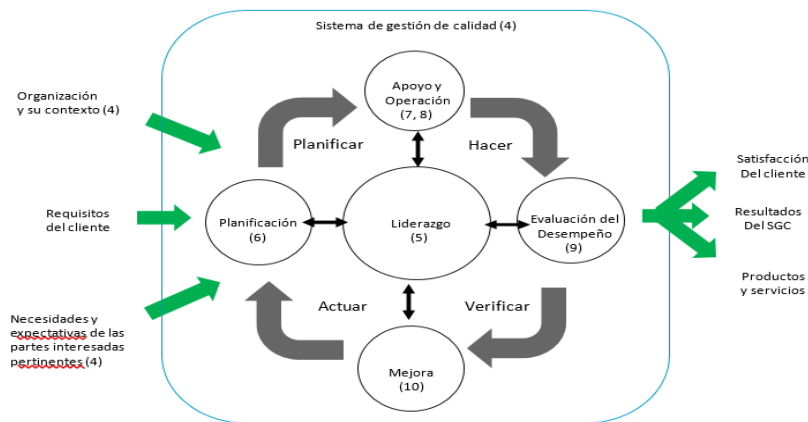 Sistema de gestión de calidad (4)
Organización
y su contexto (4)
Requisitos
del cliente
Necesidades y
expectativas de las
partes interesadas
pertinentes (4)
Apoyo y
Operación
(7, 8)
Planificar
Hacer
Planificación
(6)
Liderazgo
(5)
Evaluación del
Desempeño
(9)
Actuar
Verificar
Mejora
(10)
Satisfacción
Del cliente
Resultados
Del SGC
Productos
y servicios